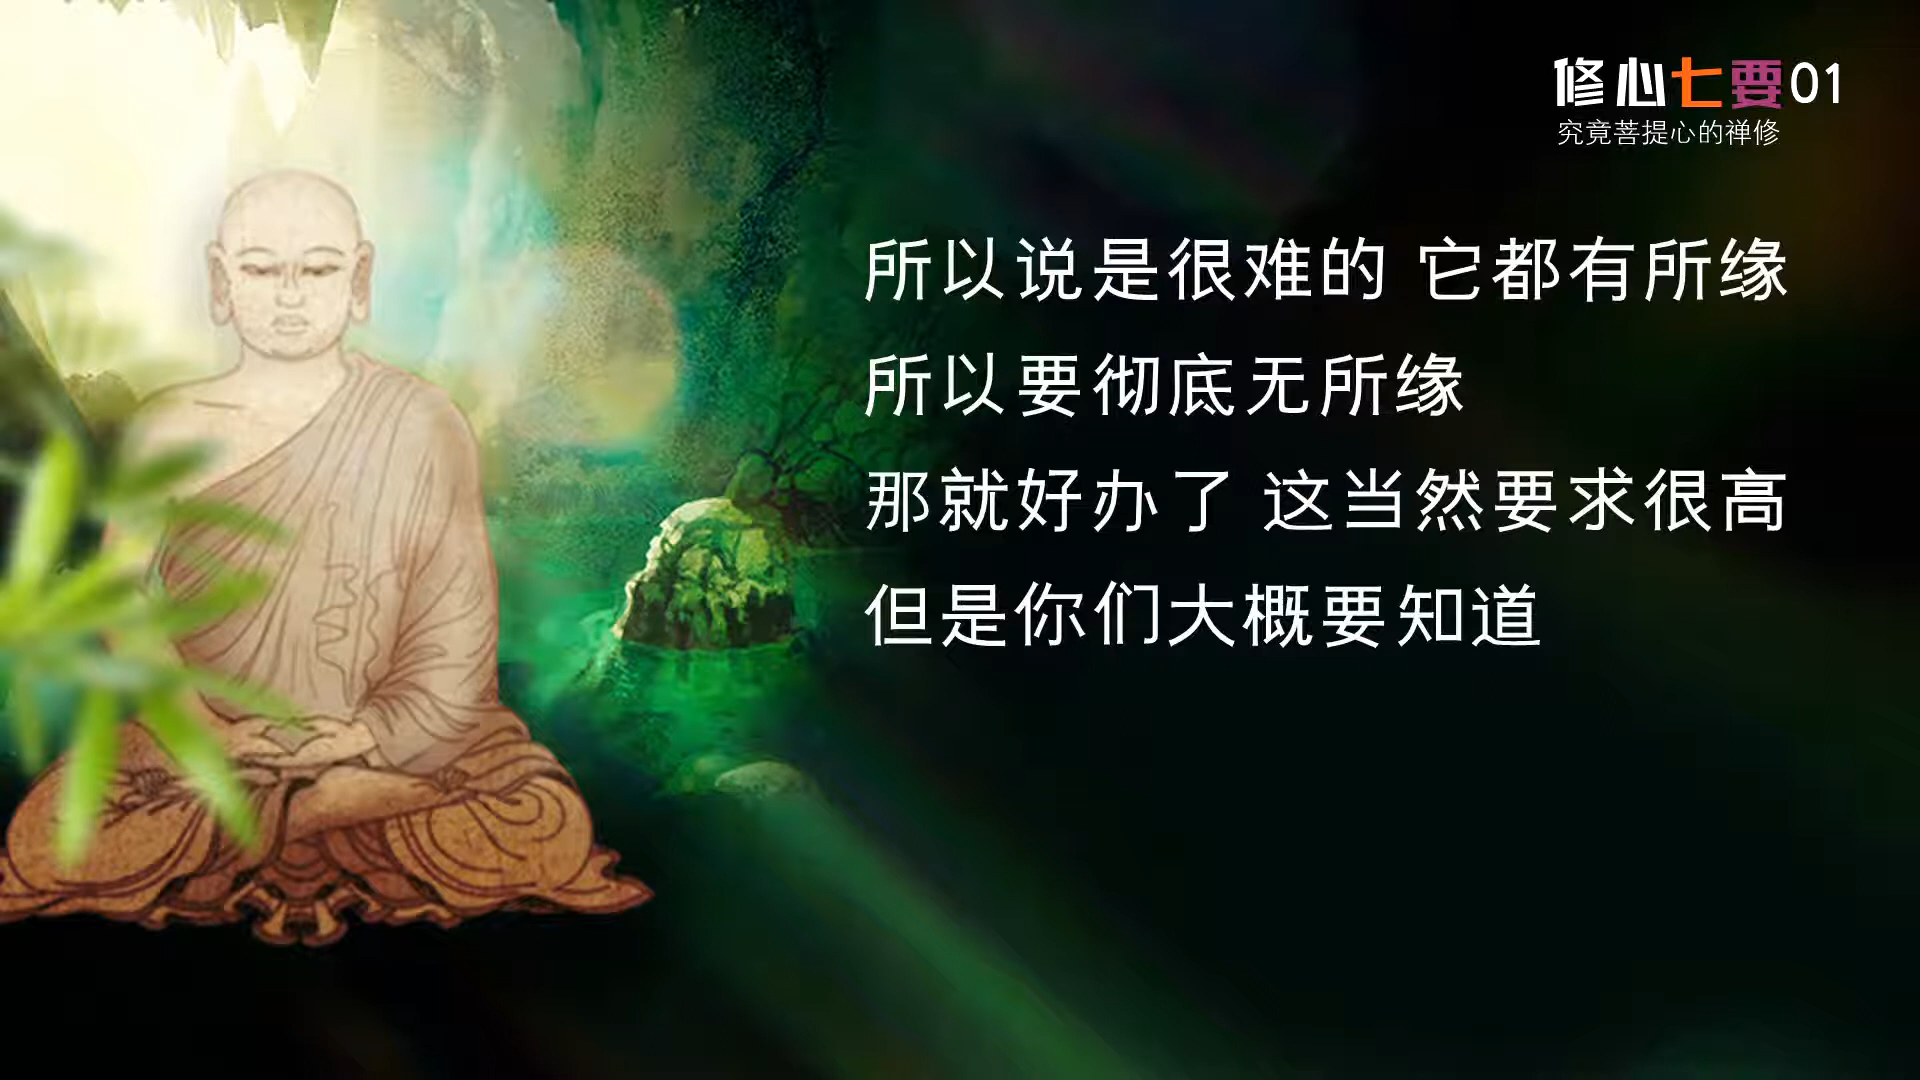 修心七要01
究竟菩提心的禅修
所以说是很难的 它都有所缘
所以要彻底无所缘
那就好办了 这当然要求很高
但是你们大概要知道